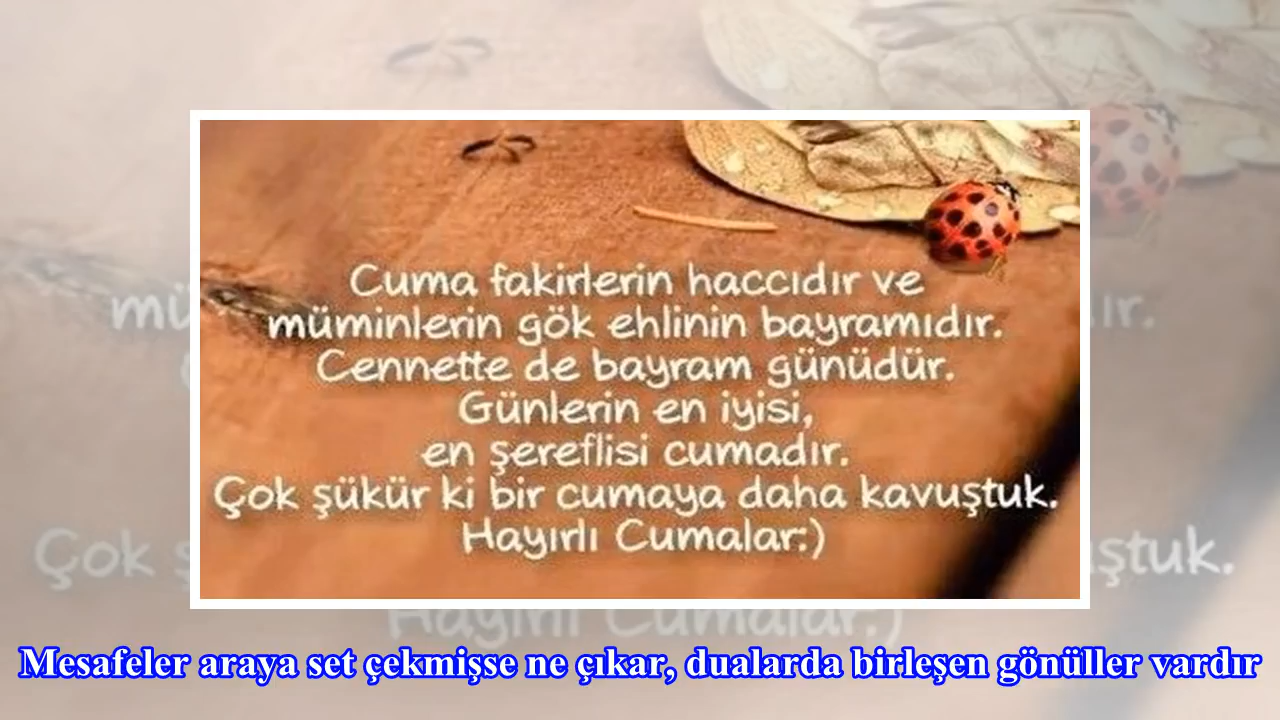 Cuma fakirlerin haccıdır ve
müminlerin gök ehlinin bayramıdır.
Cennette de bayram günüdür.
Günlerin en iyisi,
en şereflisi cumadır.
Çok şükür ki bir cumaya daha kavuştuk.
Hayırlı Cumalar:)
Mesafeler araya set çekmişse ne çıkar, dualarda birleşen gönüller vardır